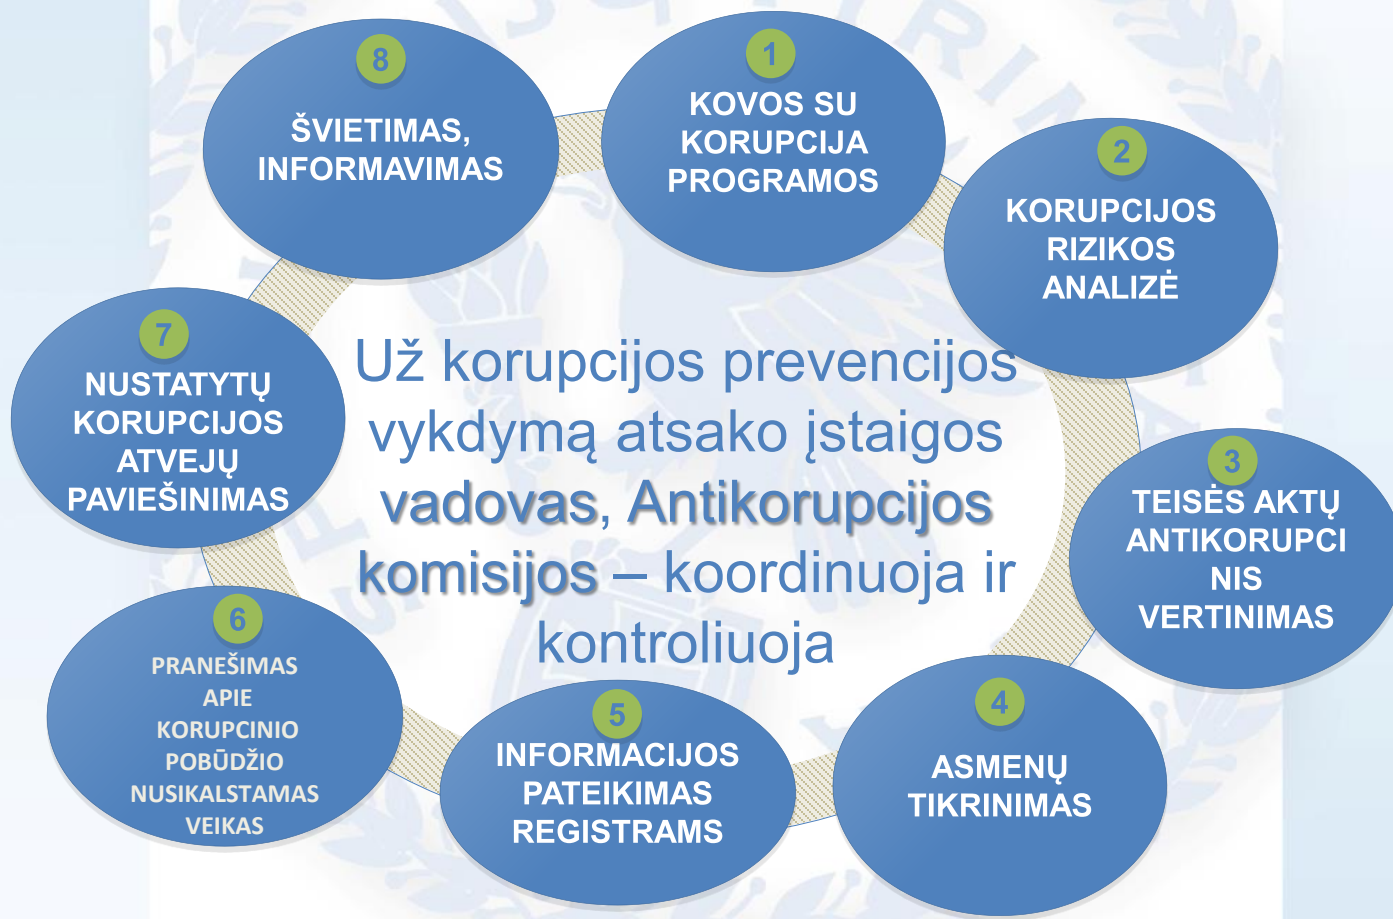 1
KOVOS SU
KORUPCIJA
PROGRAMOS
2
KORUPCIJOS
RIZIKOS
ANALIZĖ
3
TEISĖS AKTŲ
ANTIKORUPCI
NIS
VERTINIMAS
4
ASMENŲ
TIKRINIMAS
5
INFORMACIJOS
PATEIKIMAS
REGISTRAMS
6
PRANEŠIMAS
APIE
KORUPCINIO
POBŪDŽIO
NUSIKALSTAMAS
VEIKAS
7
NUSTATYTŲ
KORUPCIJOS
ATVEJŲ
PAVIEŠINIMAS
8
ŠVIETIMAS,
INFORMAVIMAS
Už korupcijos prevencijos
vykdymą atsako įstaigos
vadovas, Antikorupcijos
komisijos – koordinuoja ir
kontroliuoja